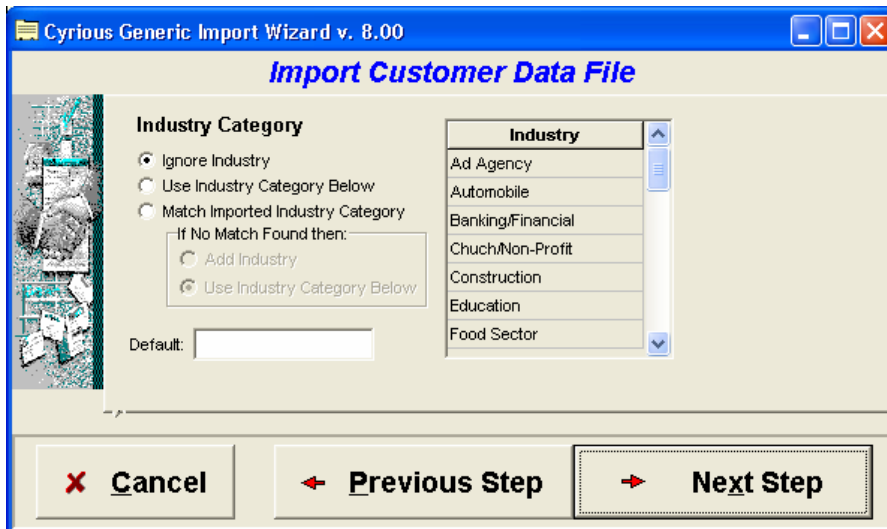 Cyrious Generic Import Wizard v. 8.00
Import Customer Data File
Industry Category
Ignore Industry
Use Industry Category Below
Match Imported Industry Category
If No Match Found then:
Add Industry
Use Industry Category Below
Default:
Industry
Ad Agency
Automobile
Banking/Financial
Chuch/Non-Profit
Construction
Education
Food Sector
Cancel
Previous Step
Next Step